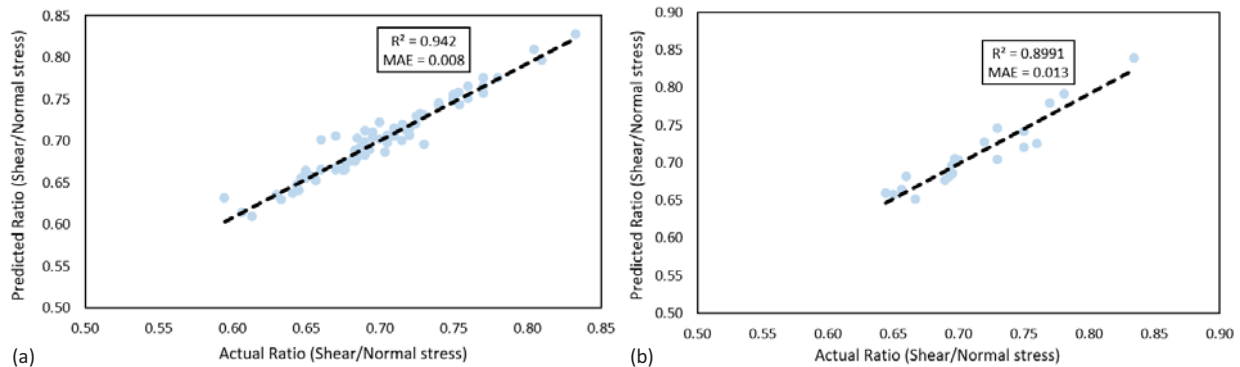 0.85
0.80
0.75
0.70
0.65
0.60
0.55
0.50
Predicted Ratio (Shear/Normal stress)
R² = 0.942
MAE = 0.008
0.50 0.55 0.60 0.65 0.70 0.75 0.80 0.85
Actual Ratio (Shear/Normal stress)
(a)
0.90
0.85
0.80
0.75
0.70
0.65
0.60
0.55
0.50
Predicted Ratio (Shear/Normal stress)
R² = 0.8991
MAE = 0.013
0.50 0.55 0.60 0.65 0.70 0.75 0.80 0.85 0.90
Actual Ratio (Shear/Normal stress)
(b)